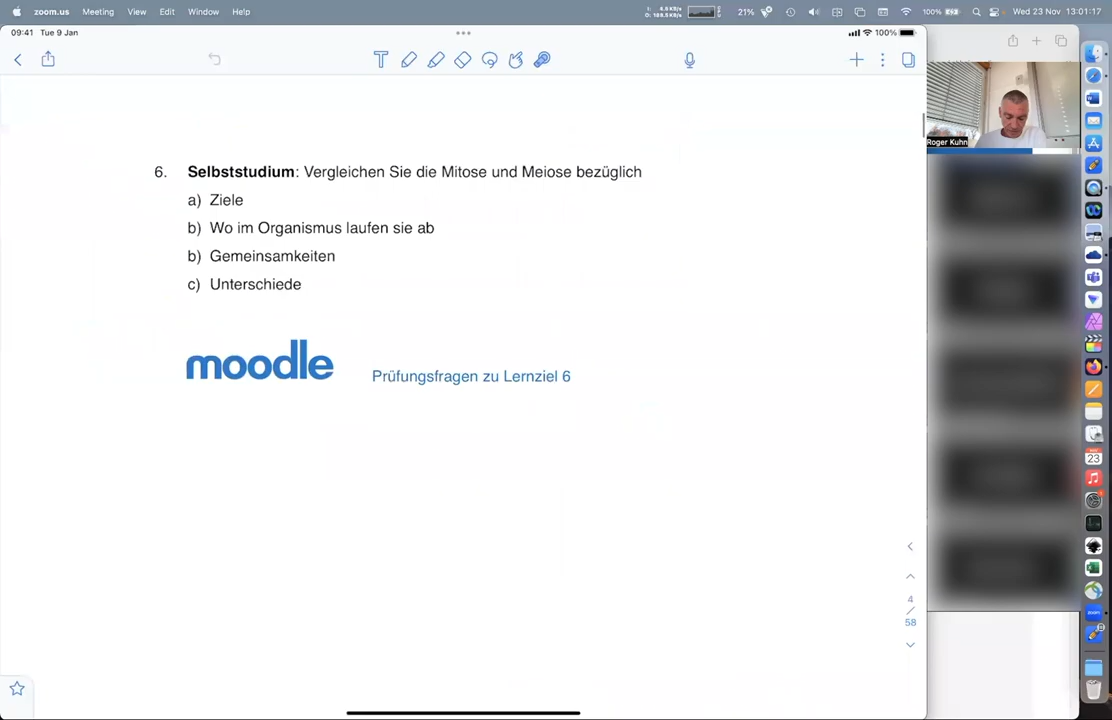 zoom.us Meeting View Edit Window Help
21% 100% Wed 23 Nov 13:01:17
09:41 Tue 9 Jan
100%
6. Selbststudium: Vergleichen Sie die Mitose und Meiose bezüglich
a) Ziele
b) Wo im Organismus laufen sie ab
b) Gemeinsamkeiten
c) Unterschiede
moodle Prüfungsfragen zu Lernziel 6
Roger Kuhn
4
/
58
23
zoom